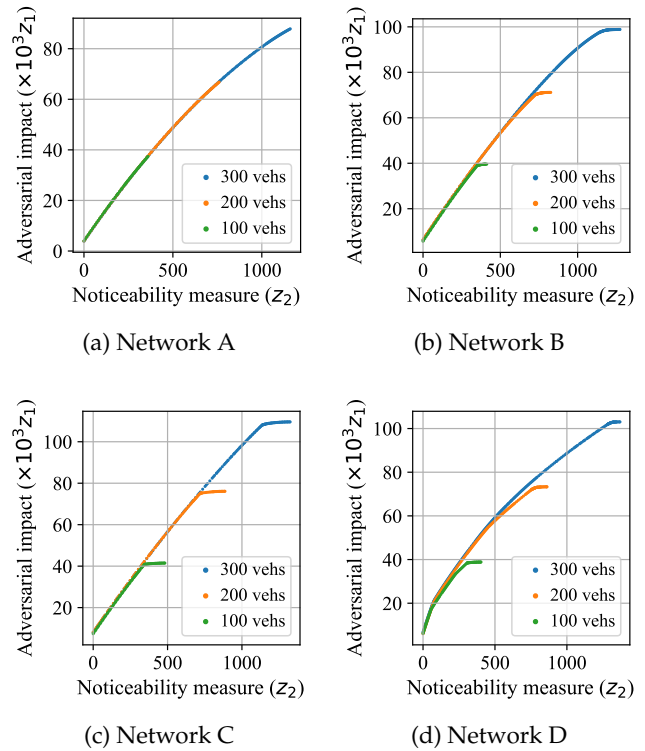 Adversarial impact (×10³z₁)
80
60
40
20
0
300 vehs
200 vehs
100 vehs
0 500 1000
Noticeability measure (z₂)
(a) Network A
Adversarial impact (×10³z₁)
100
80
60
40
20
300 vehs
200 vehs
100 vehs
0 500 1000
Noticeability measure (z₂)
(b) Network B
Adversarial impact (×10³z₁)
100
80
60
40
20
300 vehs
200 vehs
100 vehs
0 500 1000
Noticeability measure (z₂)
(c) Network C
Adversarial impact (×10³z₁)
100
80
60
40
20
300 vehs
200 vehs
100 vehs
0 500 1000
Noticeability measure (z₂)
(d) Network D